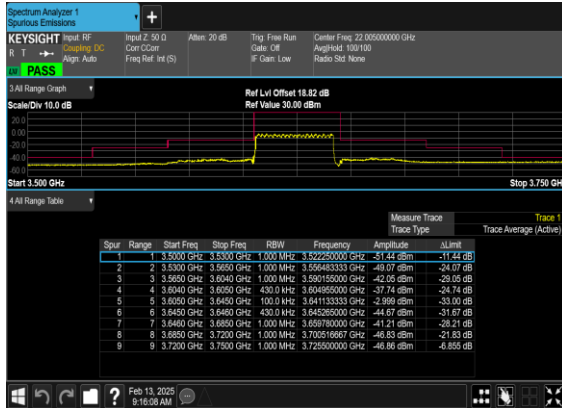 Spectrum Analyzer 1
Spurious Emissions
+
KEYSIGHT Input: RF Input Z: 50 Ω Atten: 20 dB Trig: Free Run Center Freq: 22.005000000 GHz
R T Coupling: DC Corr CCorr Gate: Off Avg|Hold: 100/100
Align: Auto Freq Ref: Int (S) IF Gain: Low Radio Std: None
PASS
3 All Range Graph
Ref Lvl Offset 18.82 dB
Scale/Div 10.0 dB Ref Value 30.00 dBm
20.0
0.00
-20.0
-40.0
-60.0
Start 3.500 GHz Stop 3.750 GH
4 All Range Table
Measure Trace Trace 1
Trace Type Trace Average (Active)
Spur Range Start Freq Stop Freq RBW Frequency Amplitude ΔLimit
1 1 3.5000 GHz 3.5300 GHz 1.000 MHz 3.522250000 GHz -51.44 dBm -11.44 dB
2 2 3.5300 GHz 3.5650 GHz 1.000 MHz 3.556483333 GHz -49.07 dBm -24.07 dB
3 3 3.5650 GHz 3.6040 GHz 1.000 MHz 3.590155000 GHz -42.05 dBm -29.05 dB
4 4 3.6040 GHz 3.6050 GHz 430.0 kHz 3.604955000 GHz -37.74 dBm -24.74 dB
5 5 3.6050 GHz 3.6450 GHz 100.0 kHz 3.641133333 GHz -2.999 dBm -33.00 dB
6 6 3.6450 GHz 3.6460 GHz 430.0 kHz 3.645265000 GHz -44.67 dBm -31.67 dB
7 7 3.6460 GHz 3.6850 GHz 1.000 MHz 3.659780000 GHz -41.21 dBm -28.21 dB
8 8 3.6850 GHz 3.7200 GHz 1.000 MHz 3.700516667 GHz -46.83 dBm -21.83 dB
9 9 3.7200 GHz 3.7500 GHz 1.000 MHz 3.725500000 GHz -46.86 dBm -6.855 dB
? Feb 13, 2025
9:16:08 AM